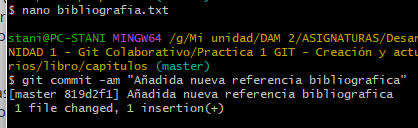 $ nano bibliografia.txt
stani@PC-STANI MINGW64 /g/Mi unidad/DAM 2/ASIGNATURAS/Desar
NIDAD 1 - Git Colaborativo/Practica 1 GIT - Creación y actu
rios/libro/capitulos (master)
$ git commit -am "Añadida nueva referencia bibliografica"
[master 819d2f1] Añadida nueva referencia bibliografica
1 file changed, 1 insertion(+)